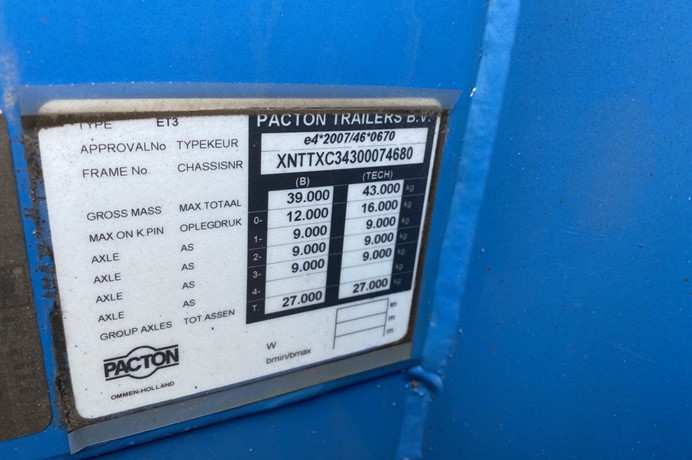 PACTON TRAILERS B.V.
TYPE ET3
APPROVALNo TYPEKEUR e4*2007/46*0670
FRAME No. CHASSISNR XNTTXC34300074680
(B) (TECH)
GROSS MASS MAX TOTAAL 39.000 43.000 kg
MAX ON K.PIN OPLEGDRUK 0- 12.000 16.000 kg
AXLE AS 1- 9.000 9.000 kg
AXLE AS 2- 9.000 9.000 kg
AXLE AS 3- 9.000 9.000 kg
AXLE AS 4- kg
GROUP AXLES TOT ASSEN T. 27.000 27.000 kg
W m
bmin/bmax m
PACTON
OMMEN-HOLLAND